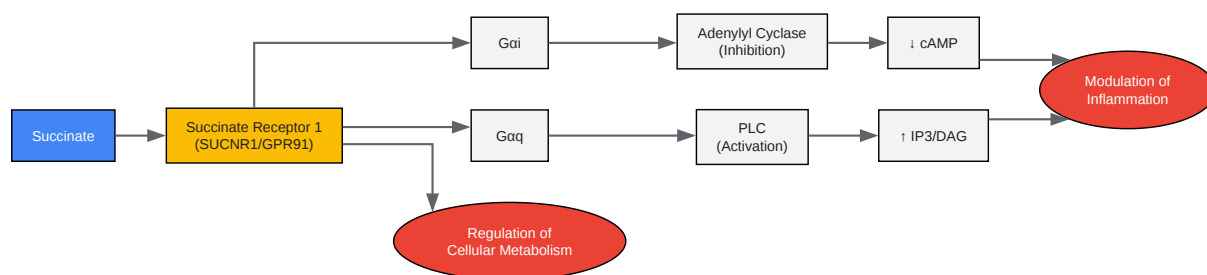 Succinate
Succinate Receptor 1
(SUCNR1/GPR91)
Gαi
Adenylyl Cyclase
(Inhibition)
↓ cAMP
Gαq
PLC
(Activation)
↑ IP3/DAG
Modulation of
Inflammation
Regulation of
Cellular Metabolism